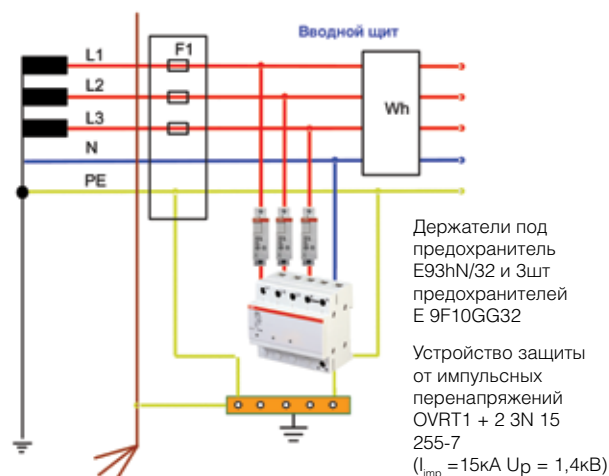 Вводной щит
F1
L1
L2
L3
N
PE
Wh
Держатели под
предохранитель
E93hN/32 и 3шт
предохранителей
E 9F10GG32
Устройство защиты
от импульсных
перенапряжений
OVRT1 + 2 3N 15
255-7
(Iimp =15кА Up = 1,4кВ)